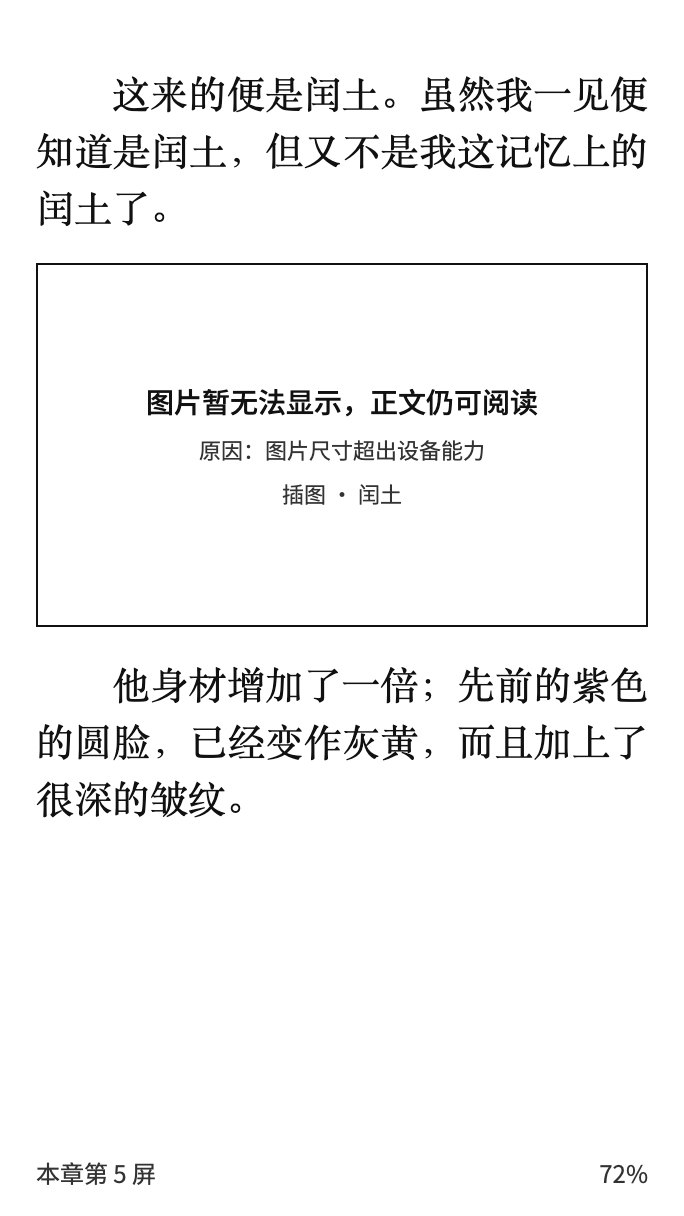 这来的便是闰土。虽然我一见便
知道是闰土，但又不是我这记忆上的
闰土了。
图片暂无法显示，正文仍可阅读
原因：图片尺寸超出设备能力
插图 · 闰土
他身材增加了一倍；先前的紫色
的圆脸，已经变作灰黄，而且加上了
很深的皱纹。
本章第 5 屏
72%